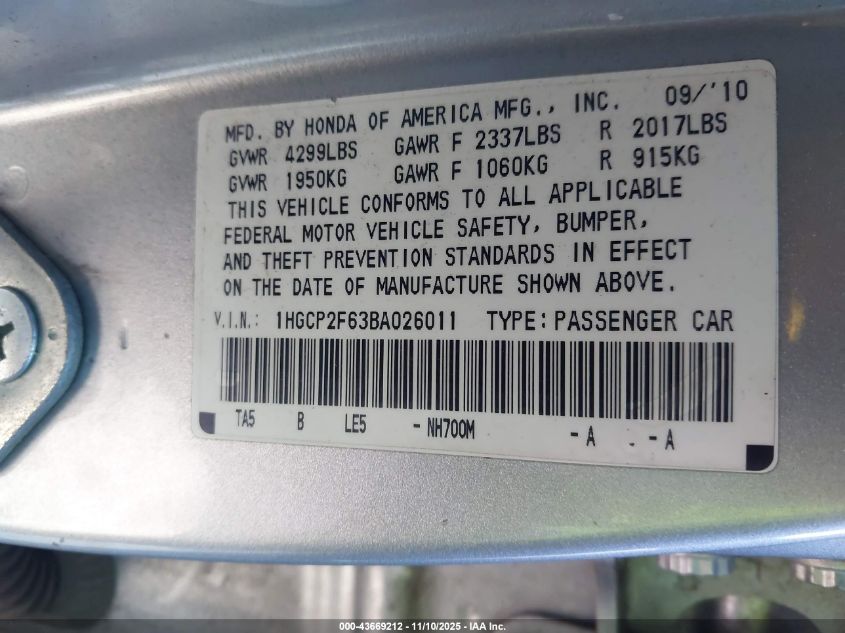 MFD. BY HONDA OF AMERICA MFG., INC. 09/'10
GVWR 4299LBS GAWR F 2337LBS R 2017LBS
GVWR 1950KG GAWR F 1060KG R 915KG
THIS VEHICLE CONFORMS TO ALL APPLICABLE
FEDERAL MOTOR VEHICLE SAFETY, BUMPER,
AND THEFT PREVENTION STANDARDS IN EFFECT
ON THE DATE OF MANUFACTURE SHOWN ABOVE.
V.I.N.: 1HGCP2F63BA026011 TYPE: PASSENGER CAR
TA5 B LE5 - NH700M - A - A
000-43669212 - 11/10/2025 - IAA Inc.